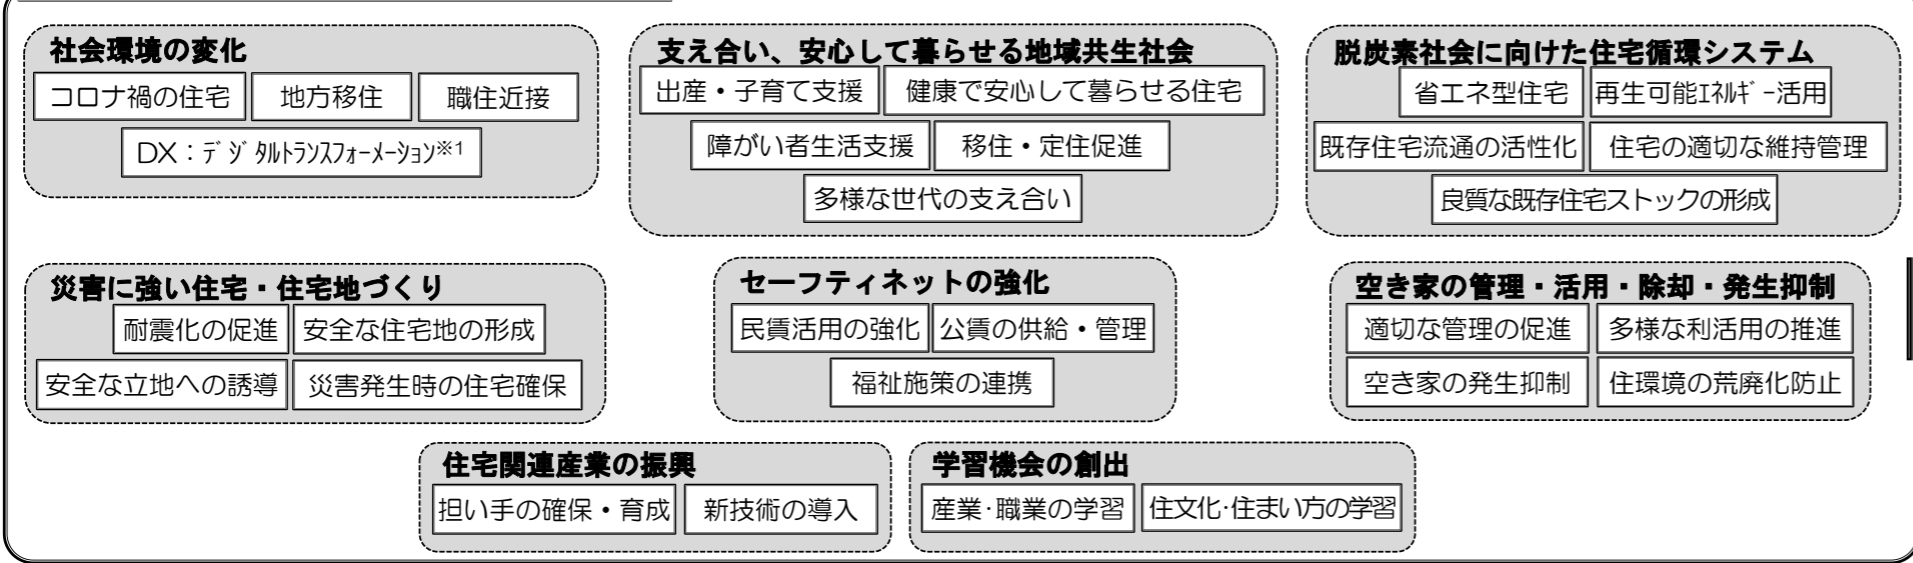 社会環境の変化
コロナ禍の住宅
地方移住
職住近接
DX：ﾃﾞｼﾞﾀﾙﾄﾗﾝｽﾌｫｰﾒｰｼｮﾝ※1
支え合い、安心して暮らせる地域共生社会
出産・子育て支援
健康で安心して暮らせる住宅
障がい者生活支援
移住・定住促進
多様な世代の支え合い
脱炭素社会に向けた住宅循環システム
省エネ型住宅
再生可能ｴﾈﾙｷﾞｰ活用
既存住宅流通の活性化
住宅の適切な維持管理
良質な既存住宅ストックの形成
災害に強い住宅・住宅地づくり
耐震化の促進
安全な住宅地の形成
安全な立地への誘導
災害発生時の住宅確保
セーフティネットの強化
民賃活用の強化
公賃の供給・管理
福祉施策の連携
空き家の管理・活用・除却・発生抑制
適切な管理の促進
多様な利活用の推進
空き家の発生抑制
住環境の荒廃化防止
住宅関連産業の振興
担い手の確保・育成
新技術の導入
学習機会の創出
産業･職業の学習
住文化･住まい方の学習